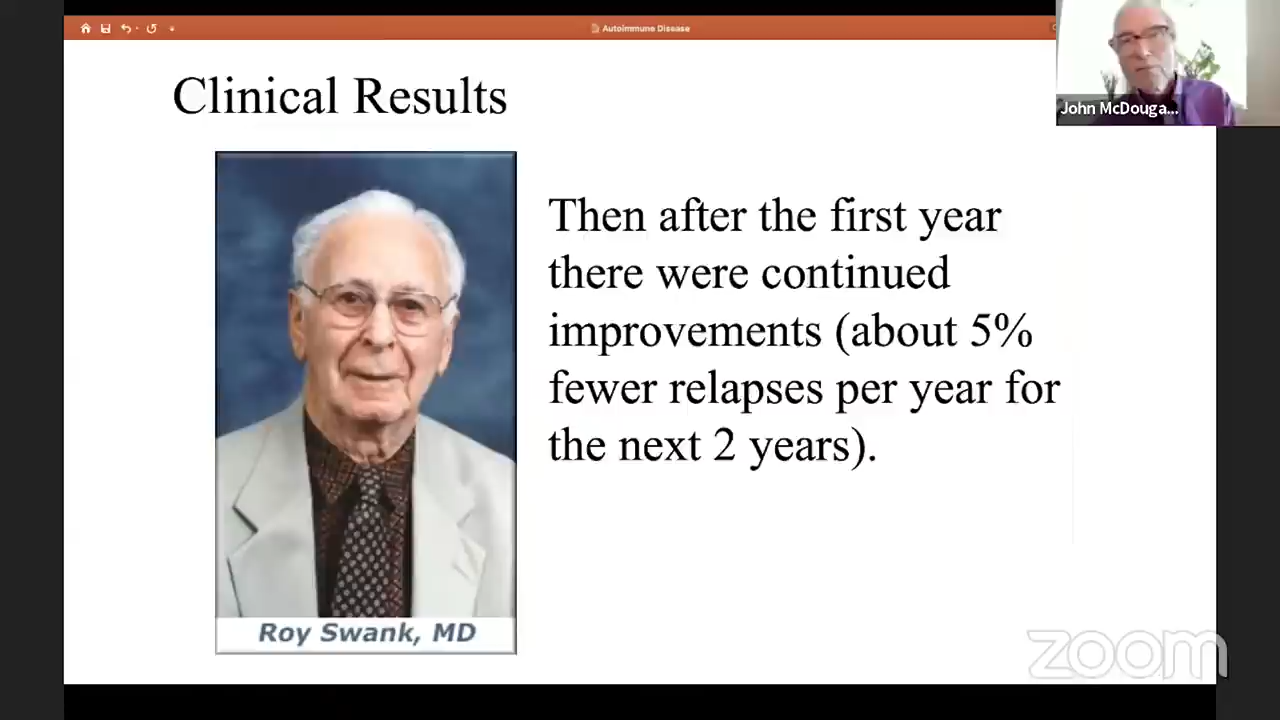 Autoimmune Disease
John McDouga...
Clinical Results
Then after the first year
there were continued
improvements (about 5%
fewer relapses per year for
the next 2 years).
Roy Swank, MD
zoom